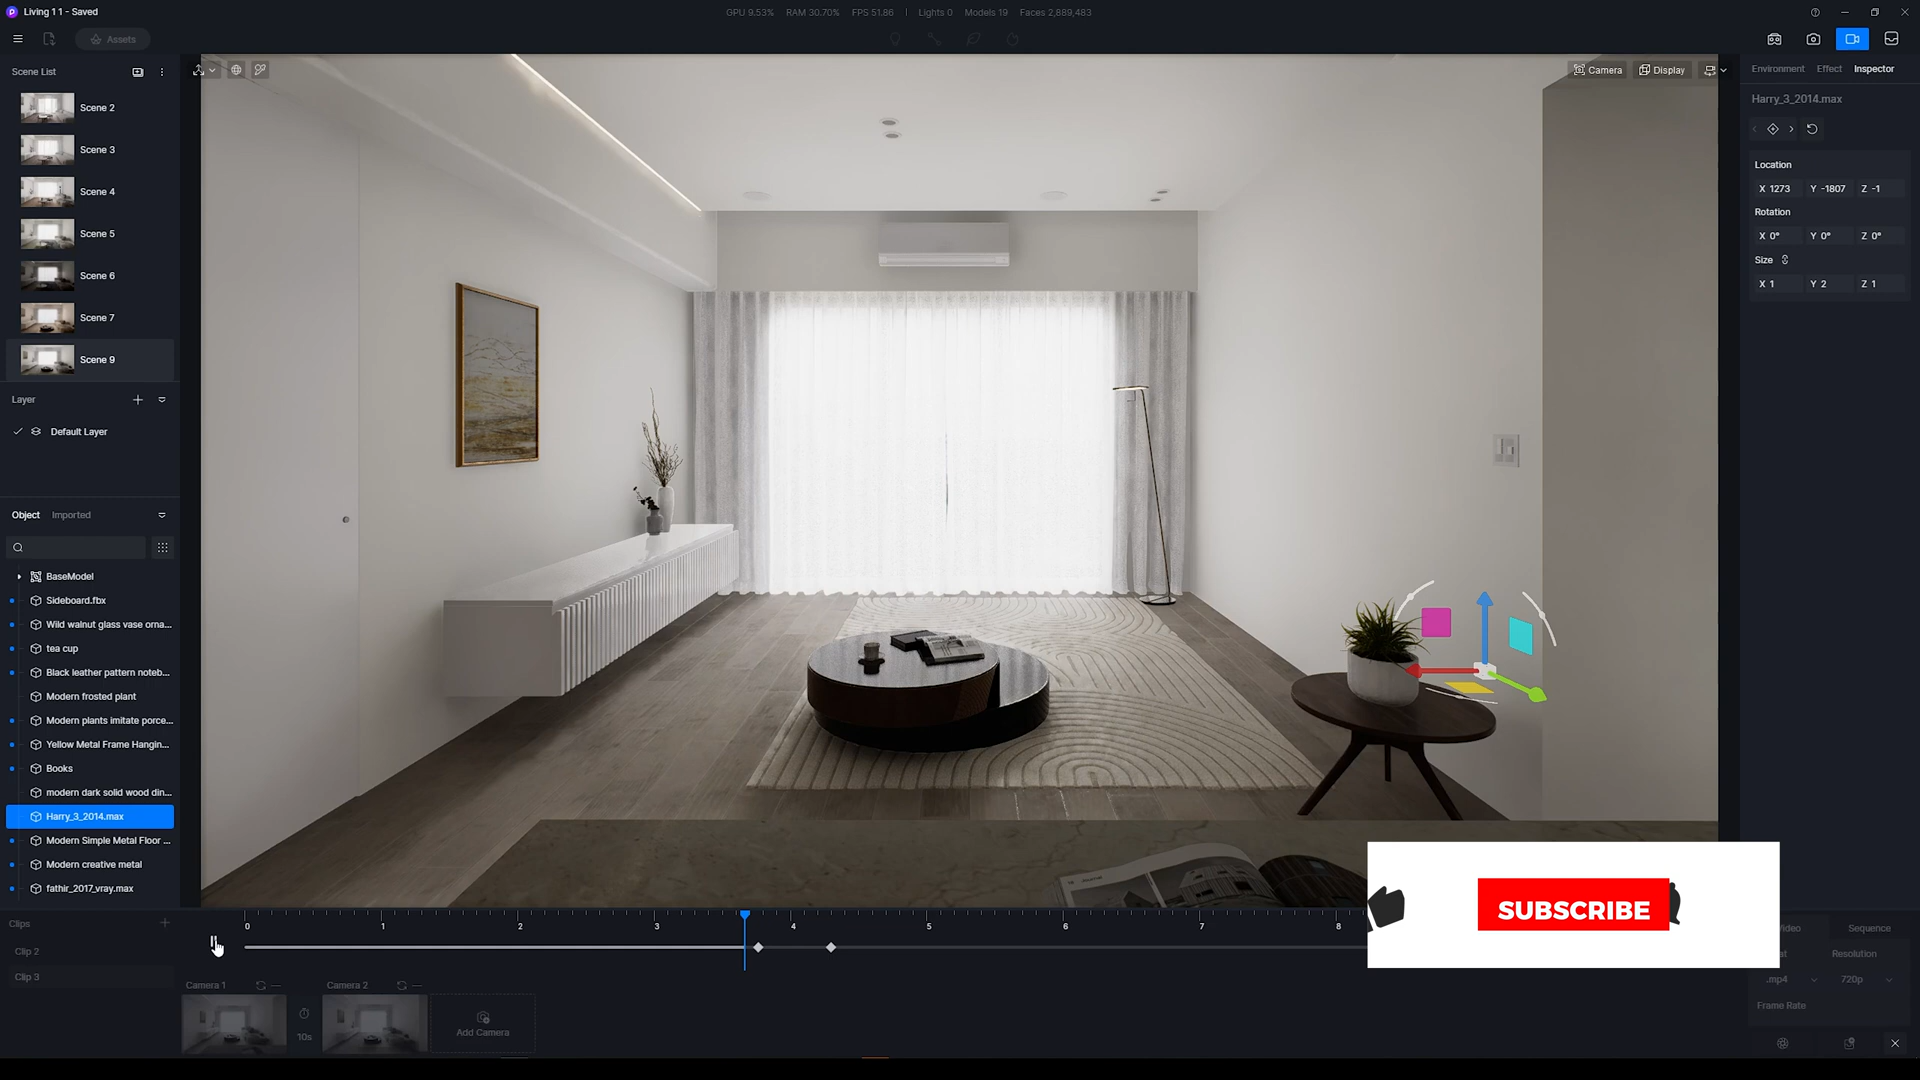 Living 1 1 - Saved
GPU 9.53% RAM 30.70% FPS 51.86 | Lights 0 Models 19 Faces 2,889,483
Assets
Scene List
Scene 2
Scene 3
Scene 4
Scene 5
Scene 6
Scene 7
Scene 9
Layer
Default Layer
Object Imported
BaseModel
Sideboard.fbx
Wild walnut glass vase orna...
tea cup
Black leather pattern noteb...
Modern frosted plant
Modern plants imitate porce...
Yellow Metal Frame Hangin...
Books
modern dark solid wood din...
Harry_3_2014.max
Modern Simple Metal Floor ...
Modern creative metal
fathir_2017_vray.max
Camera Display
Environment Effect Inspector
Harry_3_2014.max
Location
X 1273 Y -1807 Z -1
Rotation
X 0° Y 0° Z 0°
Size
X 1 Y 2 Z 1
Clips
Clip 2
Clip 3
0 1 2 3 4 5 6 7 8
Camera 1
10s
Camera 2
Add Camera
SUBSCRIBE
Sequence
Resolution
.mp4 720p
Frame Rate